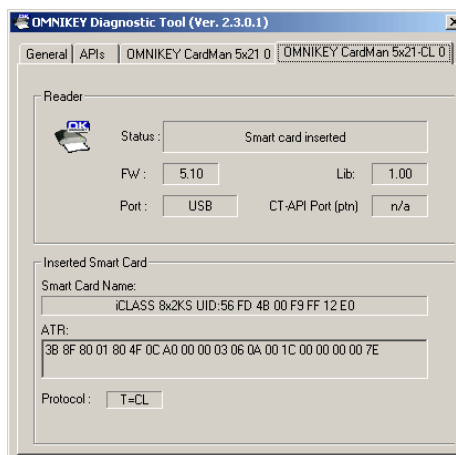 OMNIKEY Diagnostic Tool (Ver. 2.3.0.1)
General APIs OMNIKEY CardMan 5x21 0 OMNIKEY CardMan 5x21-CL 0
Reader
OK
Status : Smart card inserted
FW : 5.10 Lib: 1.00
Port : USB CT-API Port (ptn) n/a
Inserted Smart Card
Smart Card Name:
iCLASS 8x2KS UID:56 FD 4B 00 F9 FF 12 E0
ATR:
3B 8F 80 01 80 4F 0C A0 00 00 03 06 0A 00 1C 00 00 00 00 7E
Protocol : T=CL